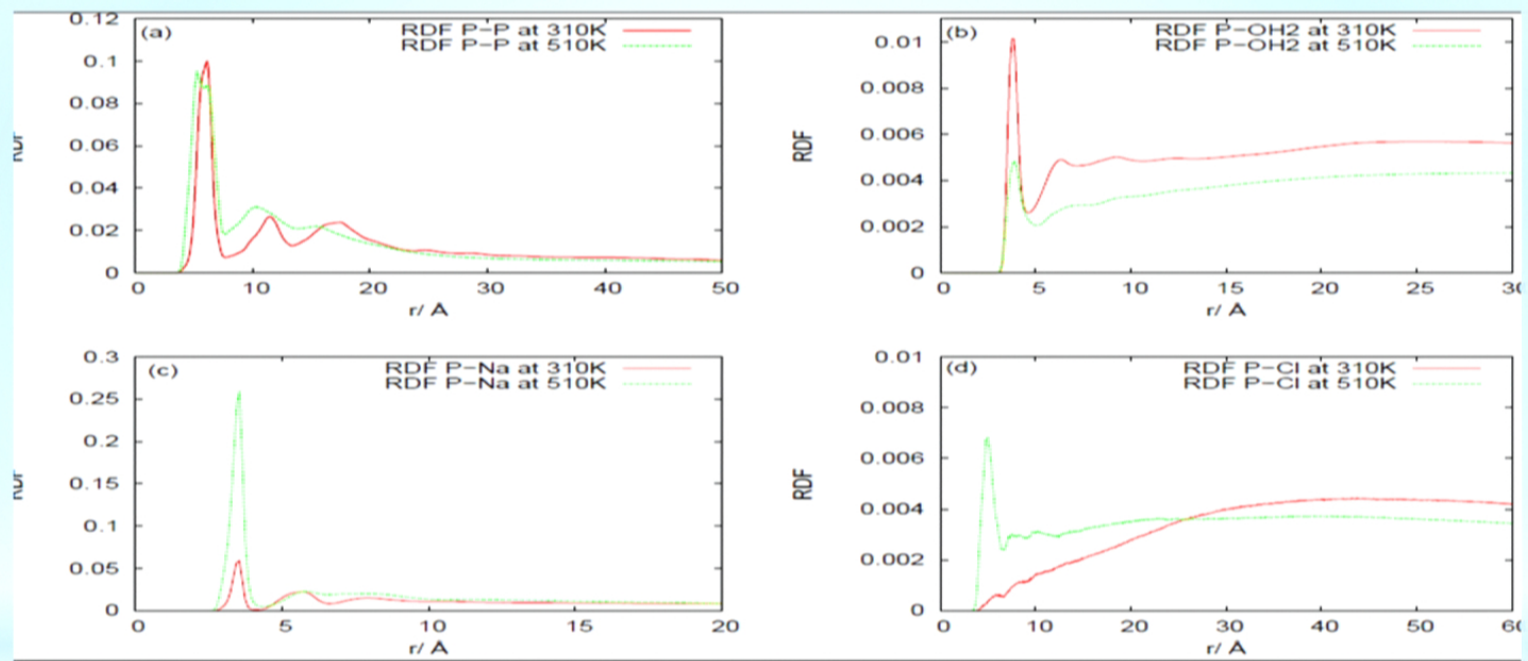 (a)
RDF P-P at 310K
RDF P-P at 510K
0.12
0.1
0.08
0.06
0.04
0.02
0
RDF
0 10 20 30 40 50
r/ Å
(b)
RDF P-OH2 at 310K
RDF P-OH2 at 510K
0.01
0.008
0.006
0.004
0.002
0
RDF
0 5 10 15 20 25 30
r/ Å
(c)
RDF P-Na at 310K
RDF P-Na at 510K
0.3
0.25
0.2
0.15
0.1
0.05
0
RDF
0 5 10 15 20
r/ Å
(d)
RDF P-Cl at 310K
RDF P-Cl at 510K
0.01
0.008
0.006
0.004
0.002
0
RDF
0 10 20 30 40 50 60
r/ Å